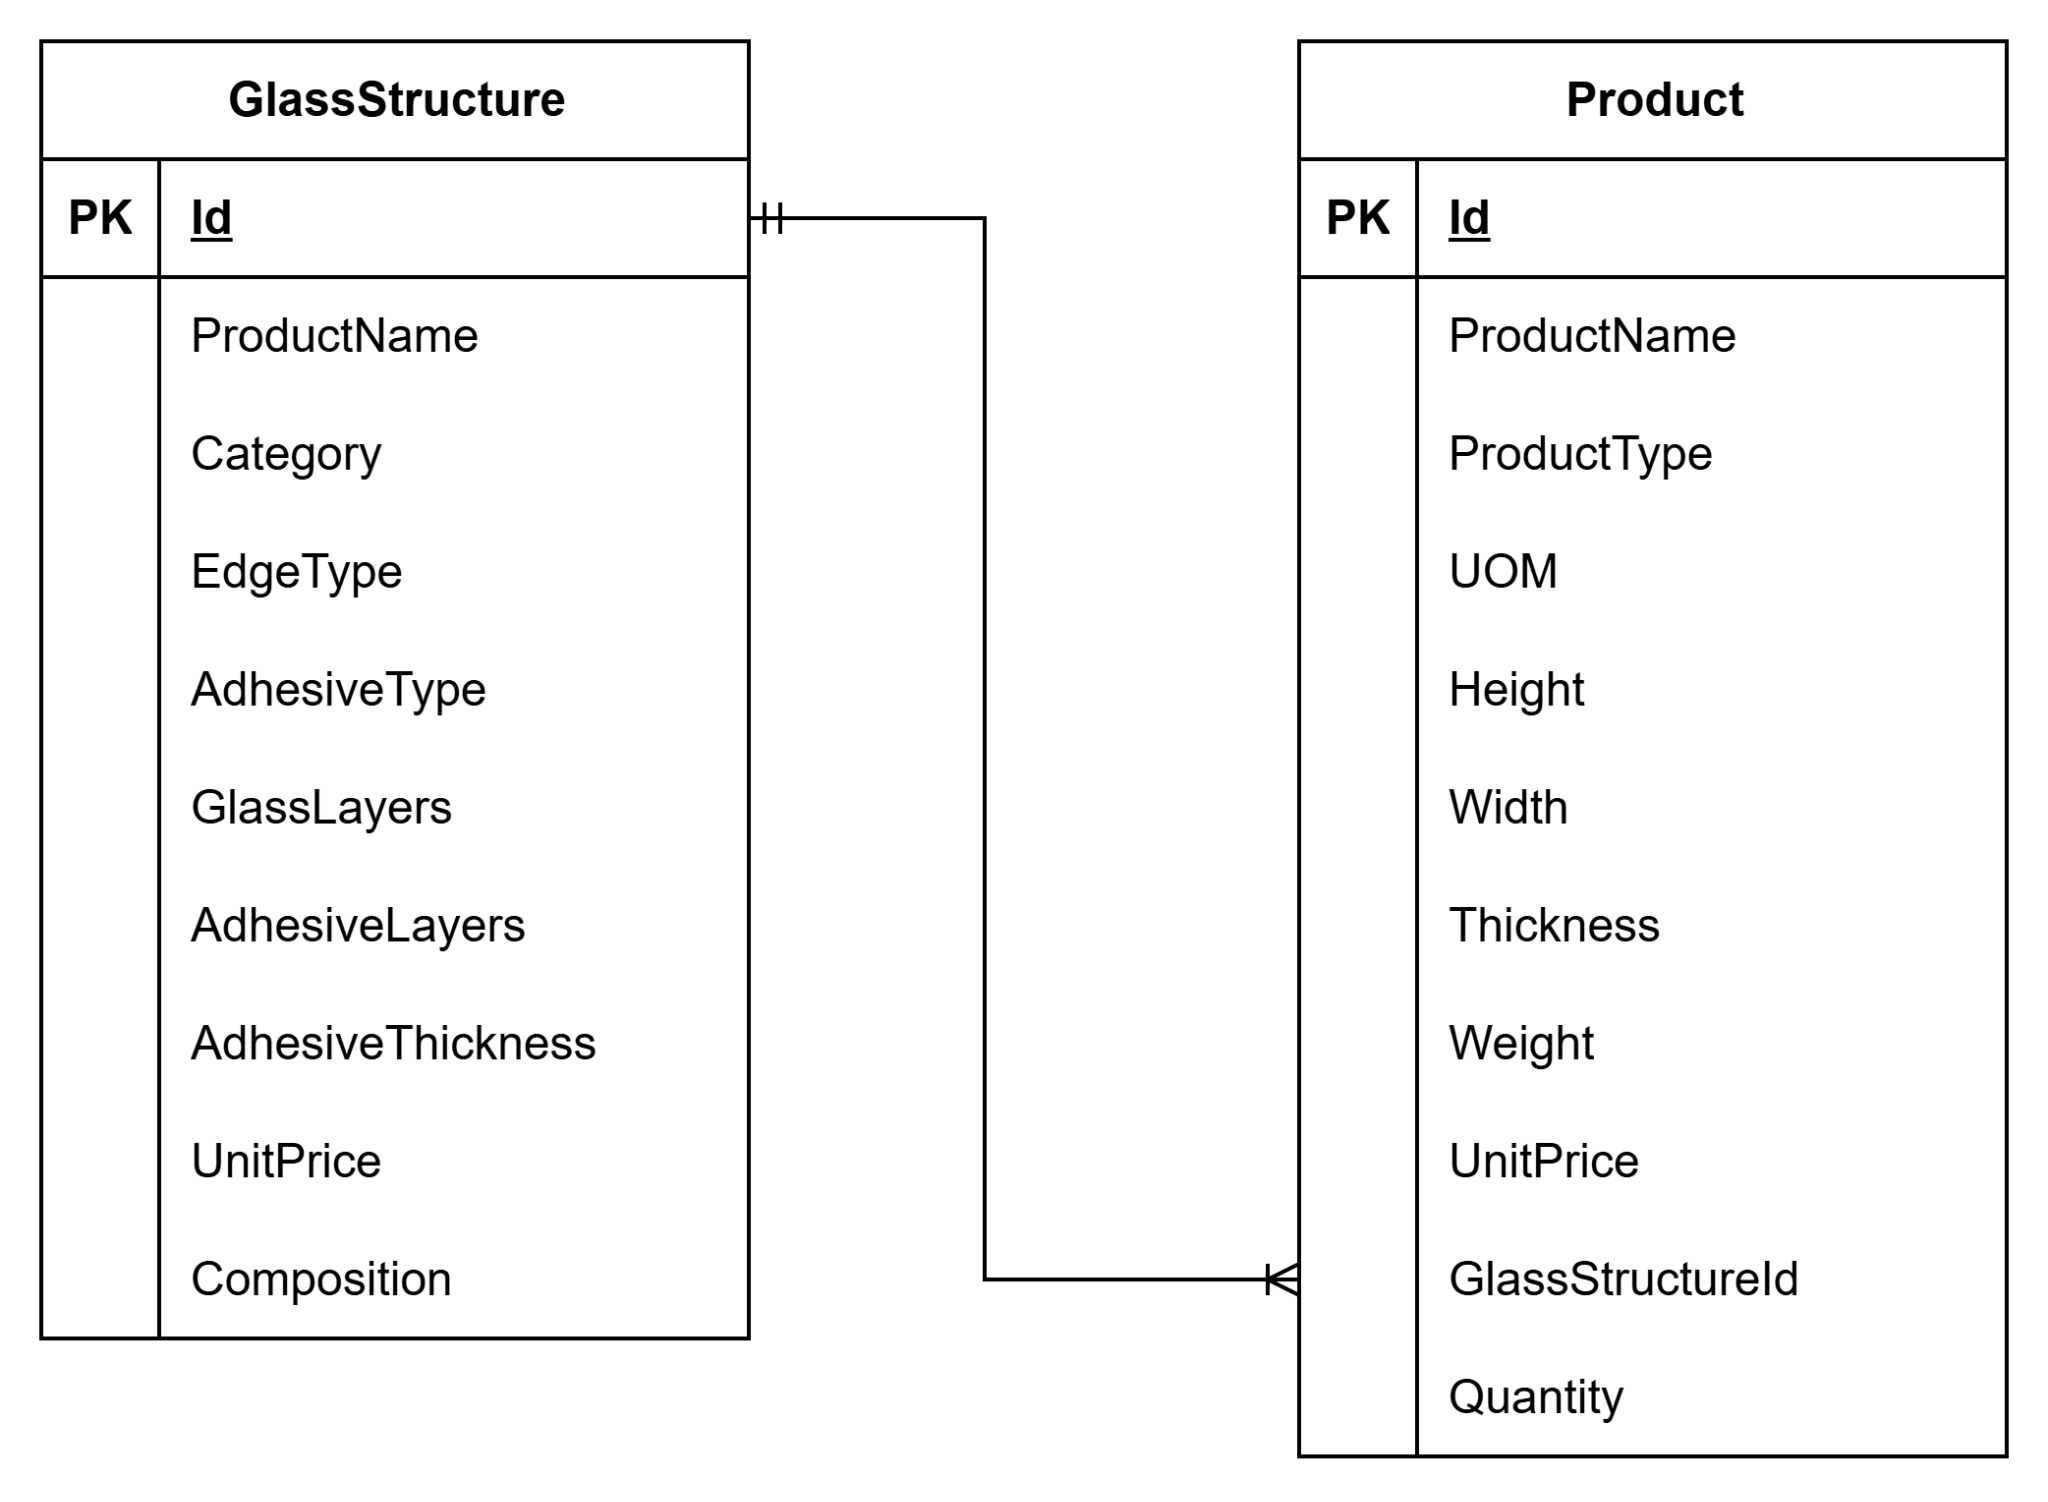 GlassStructure
PK Id
ProductName
Category
EdgeType
AdhesiveType
GlassLayers
AdhesiveLayers
AdhesiveThickness
UnitPrice
Composition
Product
PK Id
ProductName
ProductType
UOM
Height
Width
Thickness
Weight
UnitPrice
GlassStructureId
Quantity